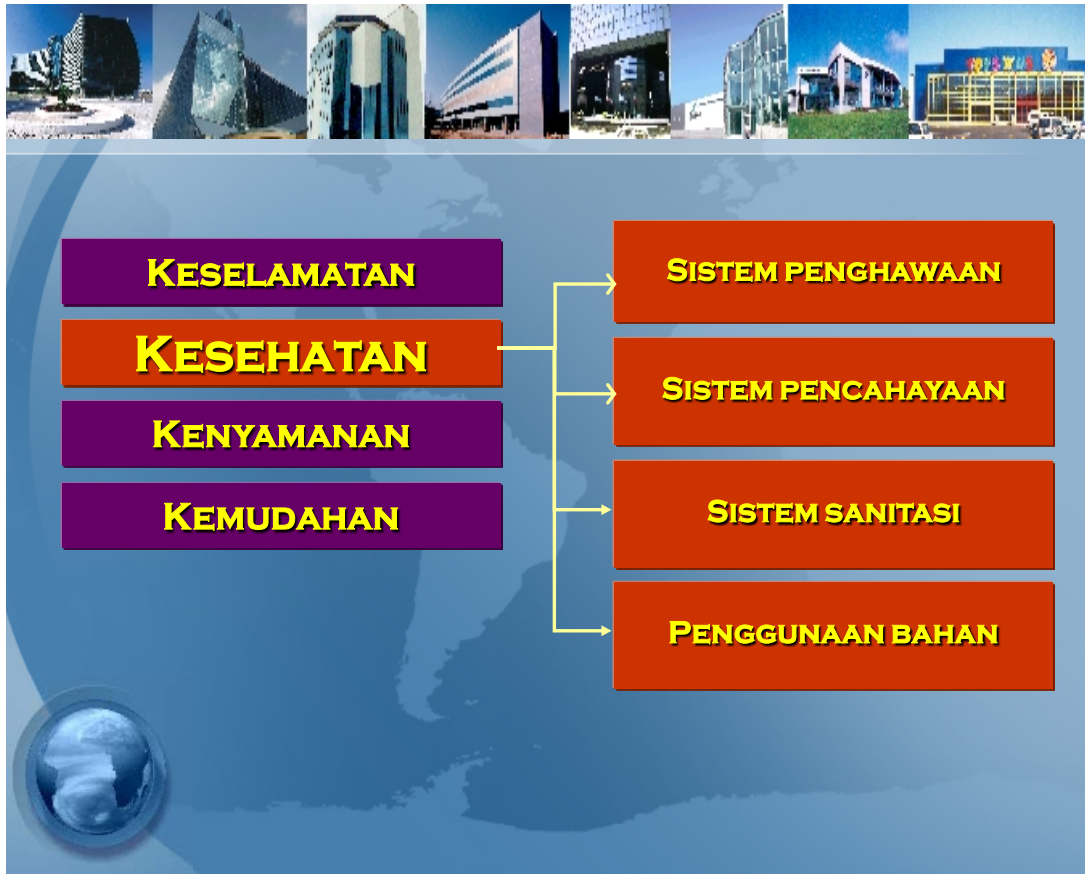 KESELAMATAN
KESEHATAN
KENYAMANAN
KEMUDAHAN
SISTEM PENGHAWAAN
SISTEM PENCAHAYAAN
SISTEM SANITASI
PENGGUNAAN BAHAN